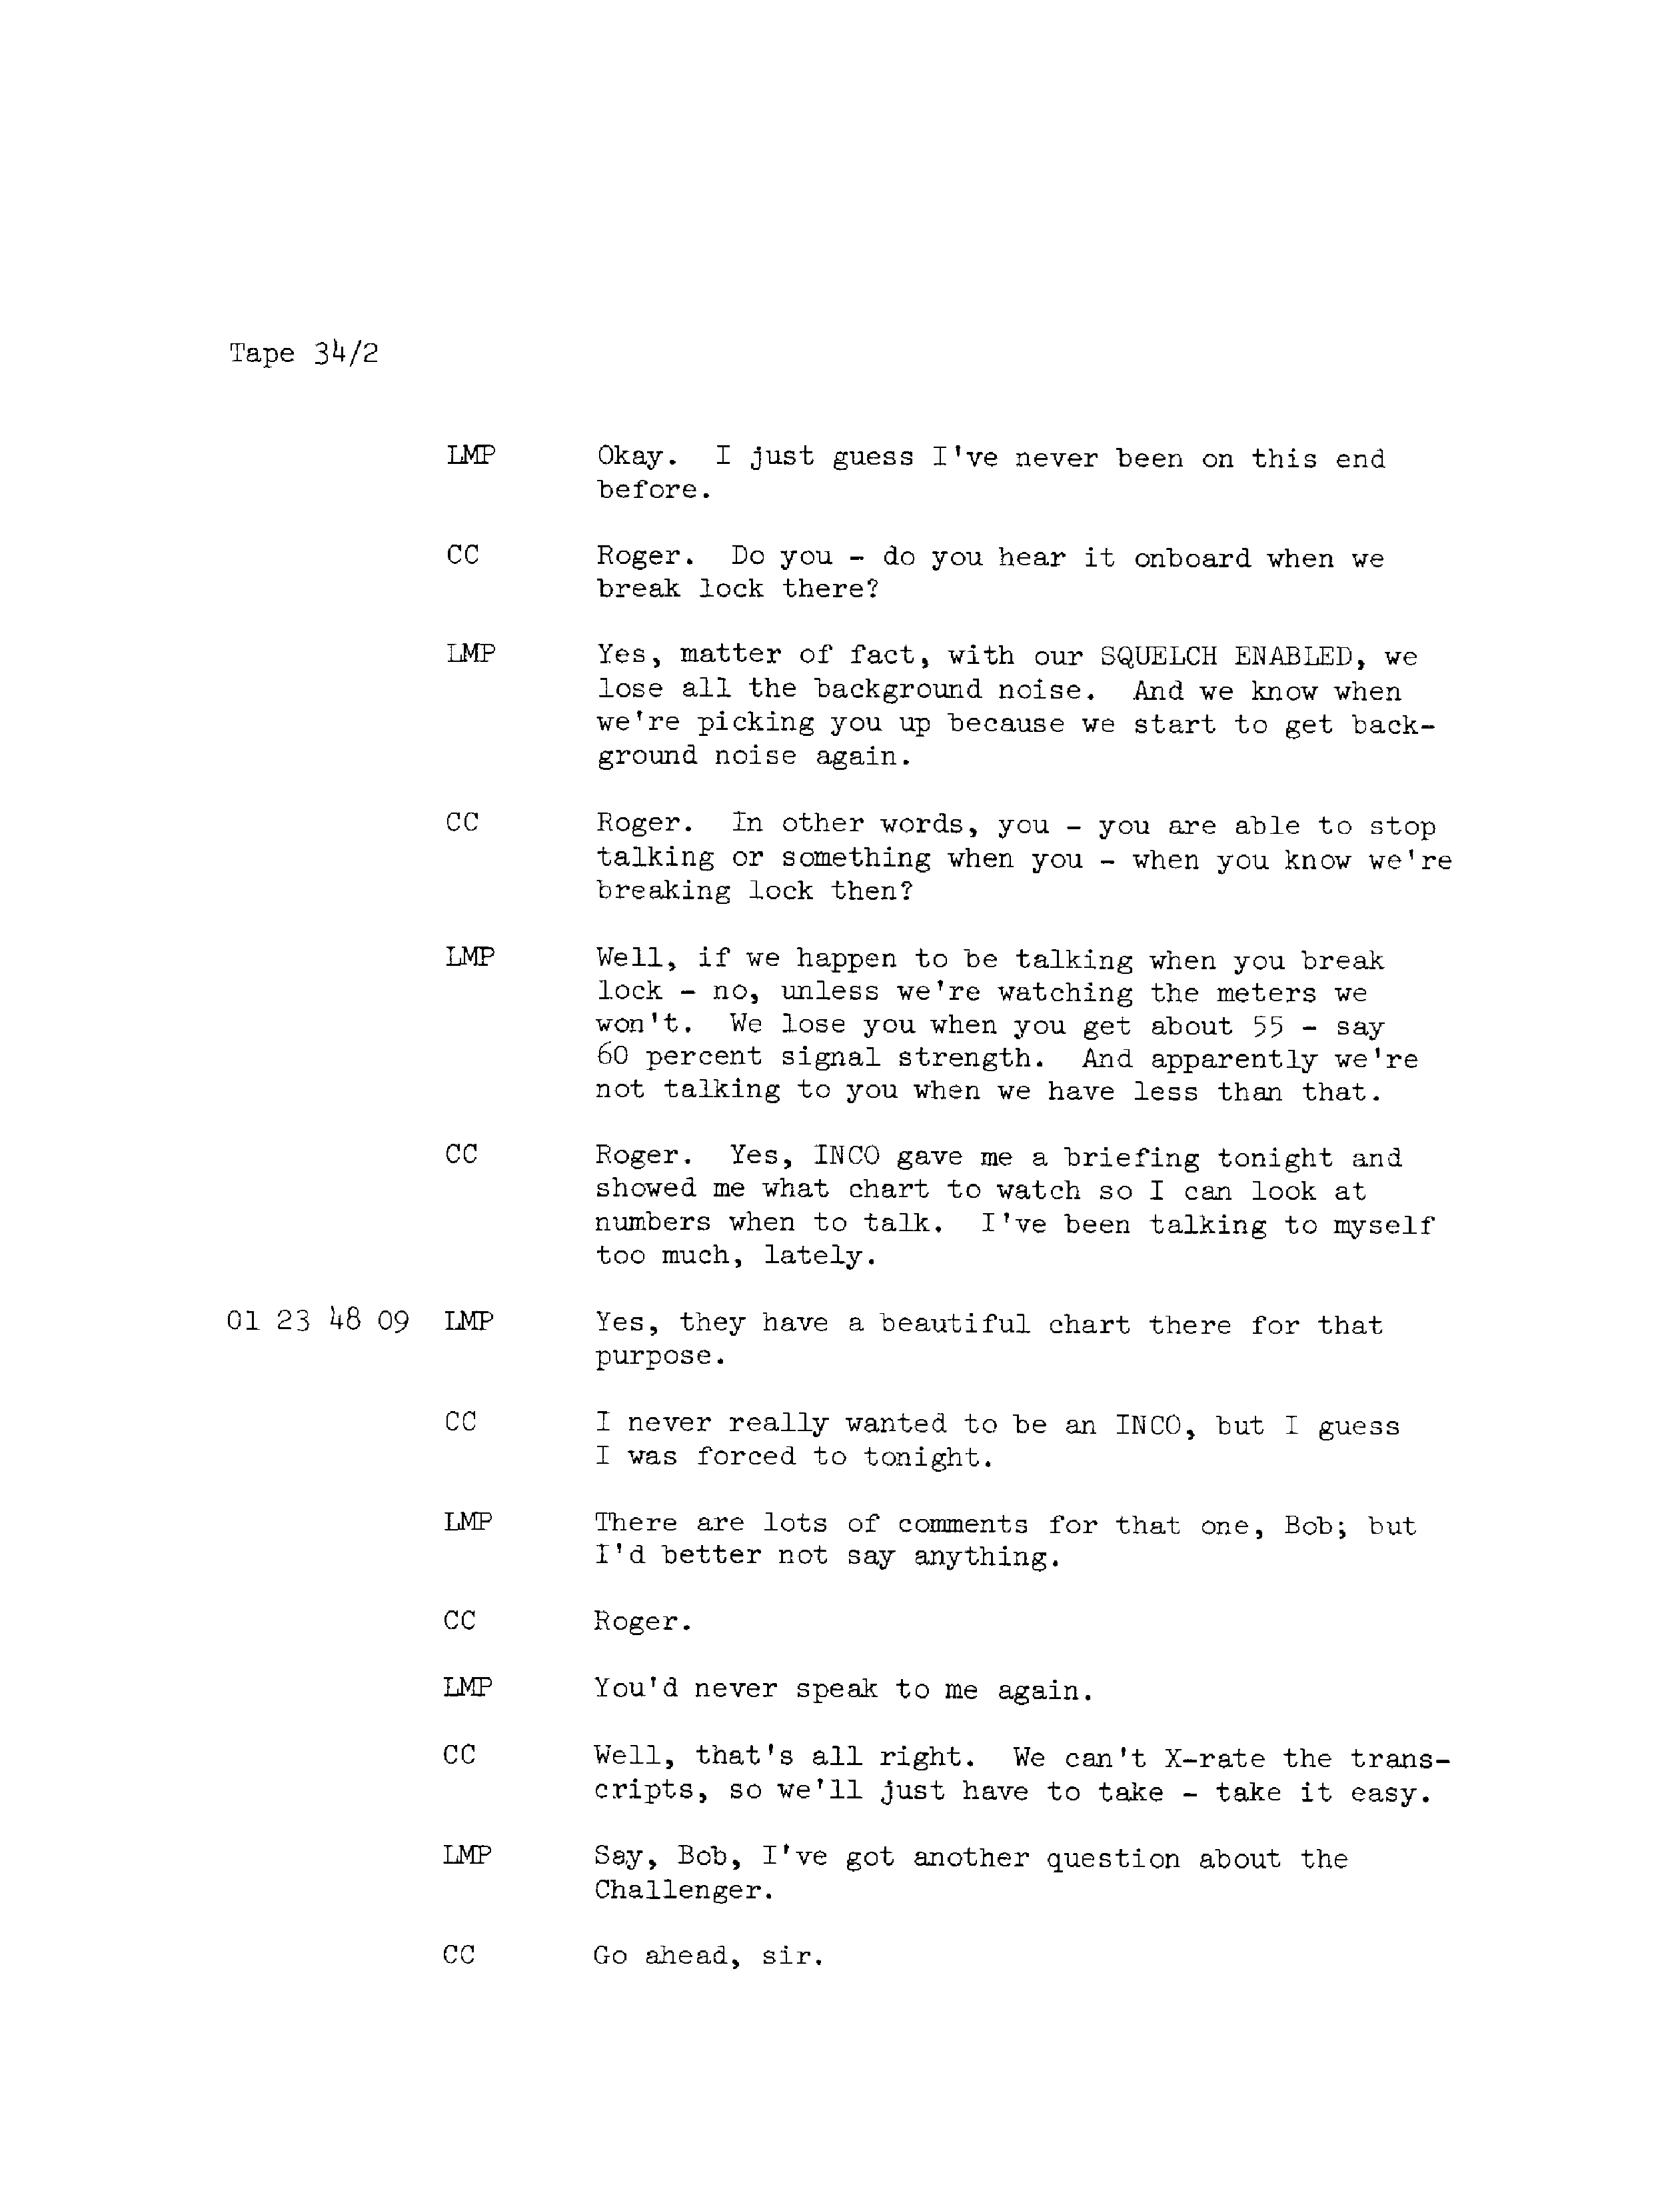 Tape 34/2
LMP Okay. I just guess I've never been on this end
before.
CC Roger. Do you - do you hear it onboard when we
break lock there?
LMP Yes, matter of fact, with our SQUELCH ENABLED, we
lose all the background noise. And we know when
we're picking you up because we start to get back-
ground noise again.
CC Roger. In other words, you - you are able to stop
talking or something when you - when you know we're
breaking lock then?
LMP Well, if we happen to be talking when you break
lock - no, unless we're watching the meters we
won't. We lose you when you get about 55 - say
60 percent signal strength. And apparently we're
not talking to you when we have less than that.
CC Roger. Yes, INCO gave me a briefing tonight and
showed me what chart to watch so I can look at
numbers when to talk. I've been talking to myself
too much, lately.
01 23 48 09 LMP Yes, they have a beautiful chart there for that
purpose.
CC I never really wanted to be an INCO, but I guess
I was forced to tonight.
LMP There are lots of comments for that one, Bob; but
I'd better not say anything.
CC Roger.
LMP You'd never speak to me again.
CC Well, that's all right. We can't X-rate the trans-
cripts, so we'll just have to take - take it easy.
LMP Say, Bob, I've got another question about the
Challenger.
CC Go ahead, sir.